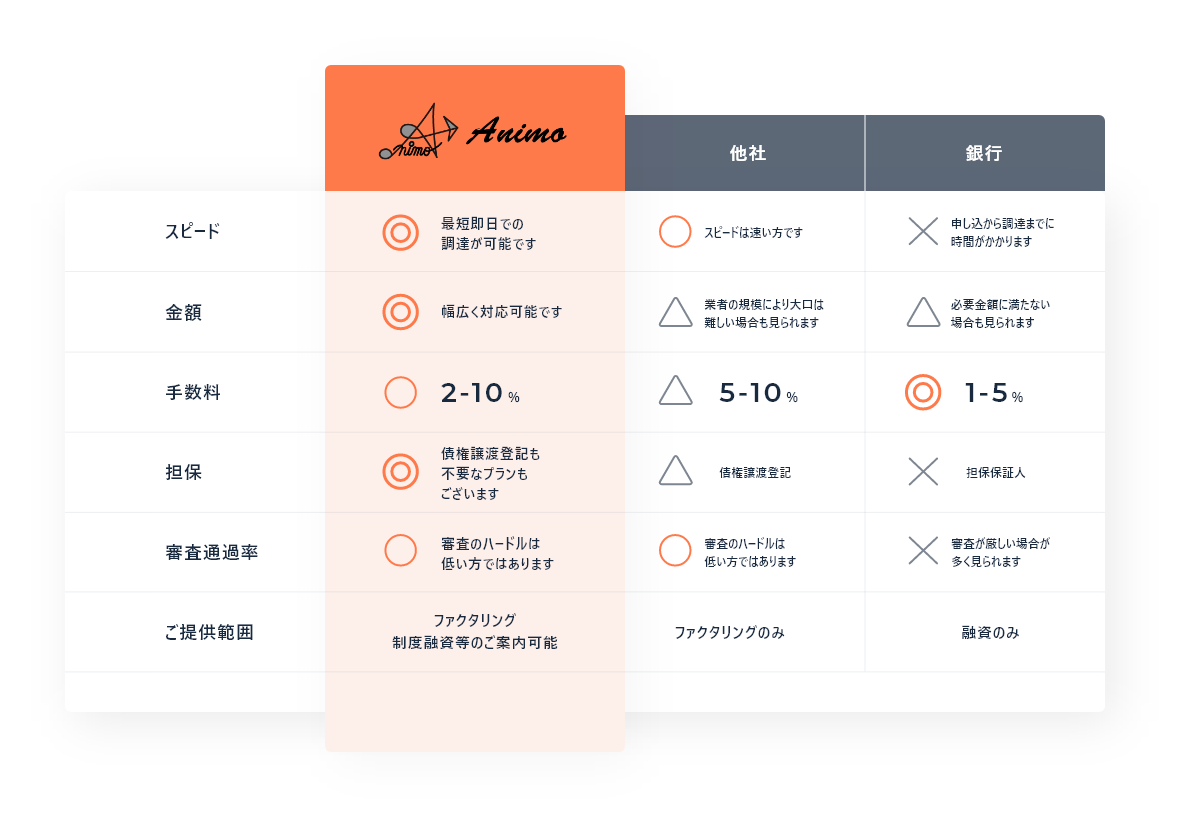 Animo
Animo
他社
銀行
スピード
最短即日での
調達が可能です
スピードは速い方です
申し込から調達までに
時間がかかります
金額
幅広く対応可能です
業者の規模により大口は
難しい場合も見られます
必要金額に満たない
場合も見られます
手数料
2-10%
5-10%
1-5%
担保
債権譲渡登記も
不要なプランも
ございます
債権譲渡登記
担保保証人
審査通過率
審査のハードルは
低い方ではあります
審査のハードルは
低い方ではあります
審査が厳しい場合が
多く見られます
ご提供範囲
ファクタリング
制度融資等のご案内可能
ファクタリングのみ
融資のみ